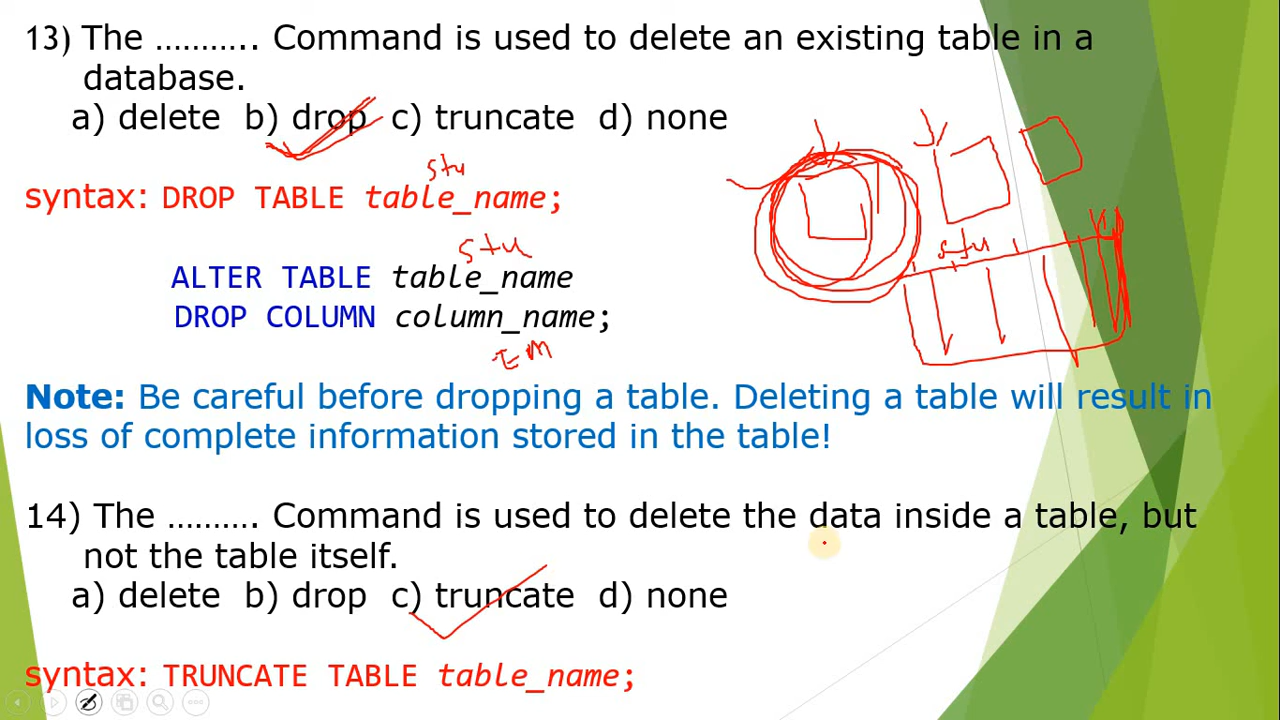 13) The ……….. Command is used to delete an existing table in a
database.
a) delete b) drop c) truncate d) none
stu
syntax: DROP TABLE table_name;
stu
stu
ALTER TABLE table_name
DROP COLUMN column_name;
Note: Be careful before dropping a table. Deleting a table will result in
loss of complete information stored in the table!
14) The ………. Command is used to delete the data inside a table, but
not the table itself.
a) delete b) drop c) truncate d) none
syntax: TRUNCATE TABLE table_name;